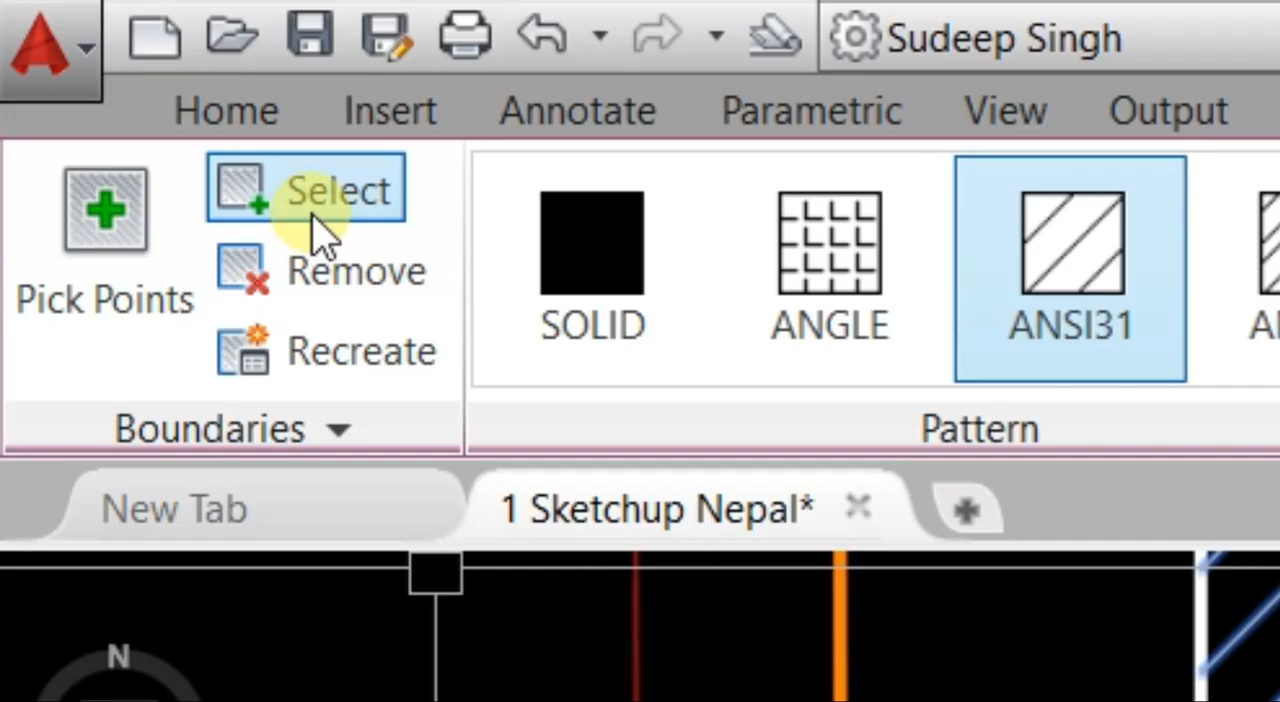 Sudeep Singh
Home Insert Annotate Parametric View Output
Select
Remove
Pick Points
Recreate
SOLID ANGLE ANSI31
Boundaries Pattern
New Tab 1 Sketchup Nepal*
N